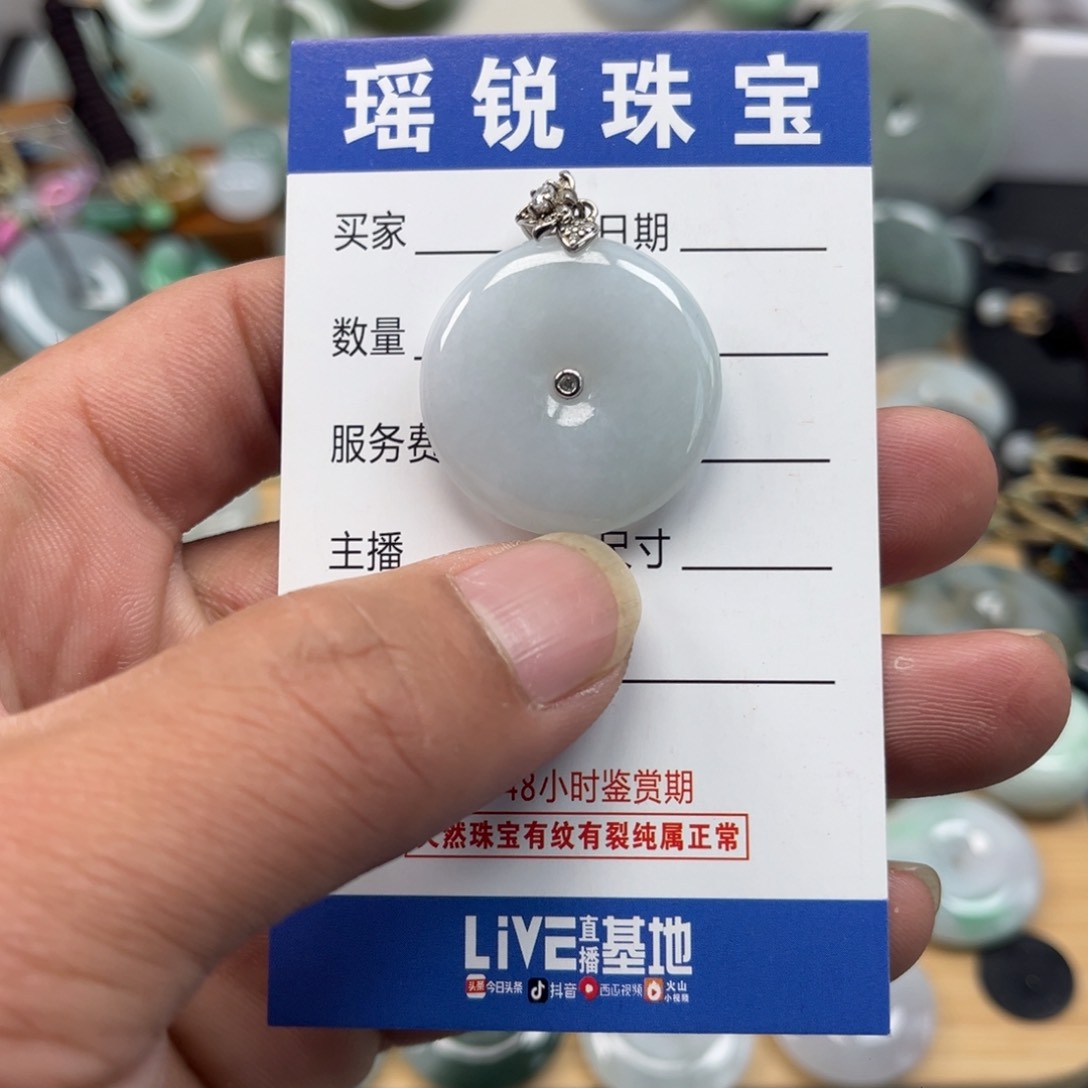 瑶锐珠宝
买家 日期
数量
服务费
主播 尺寸
48小时鉴赏期
天然珠宝有纹有裂纯属正常
LiVE直播基地
头条 今日头条 抖音 西瓜视频 火山小视频